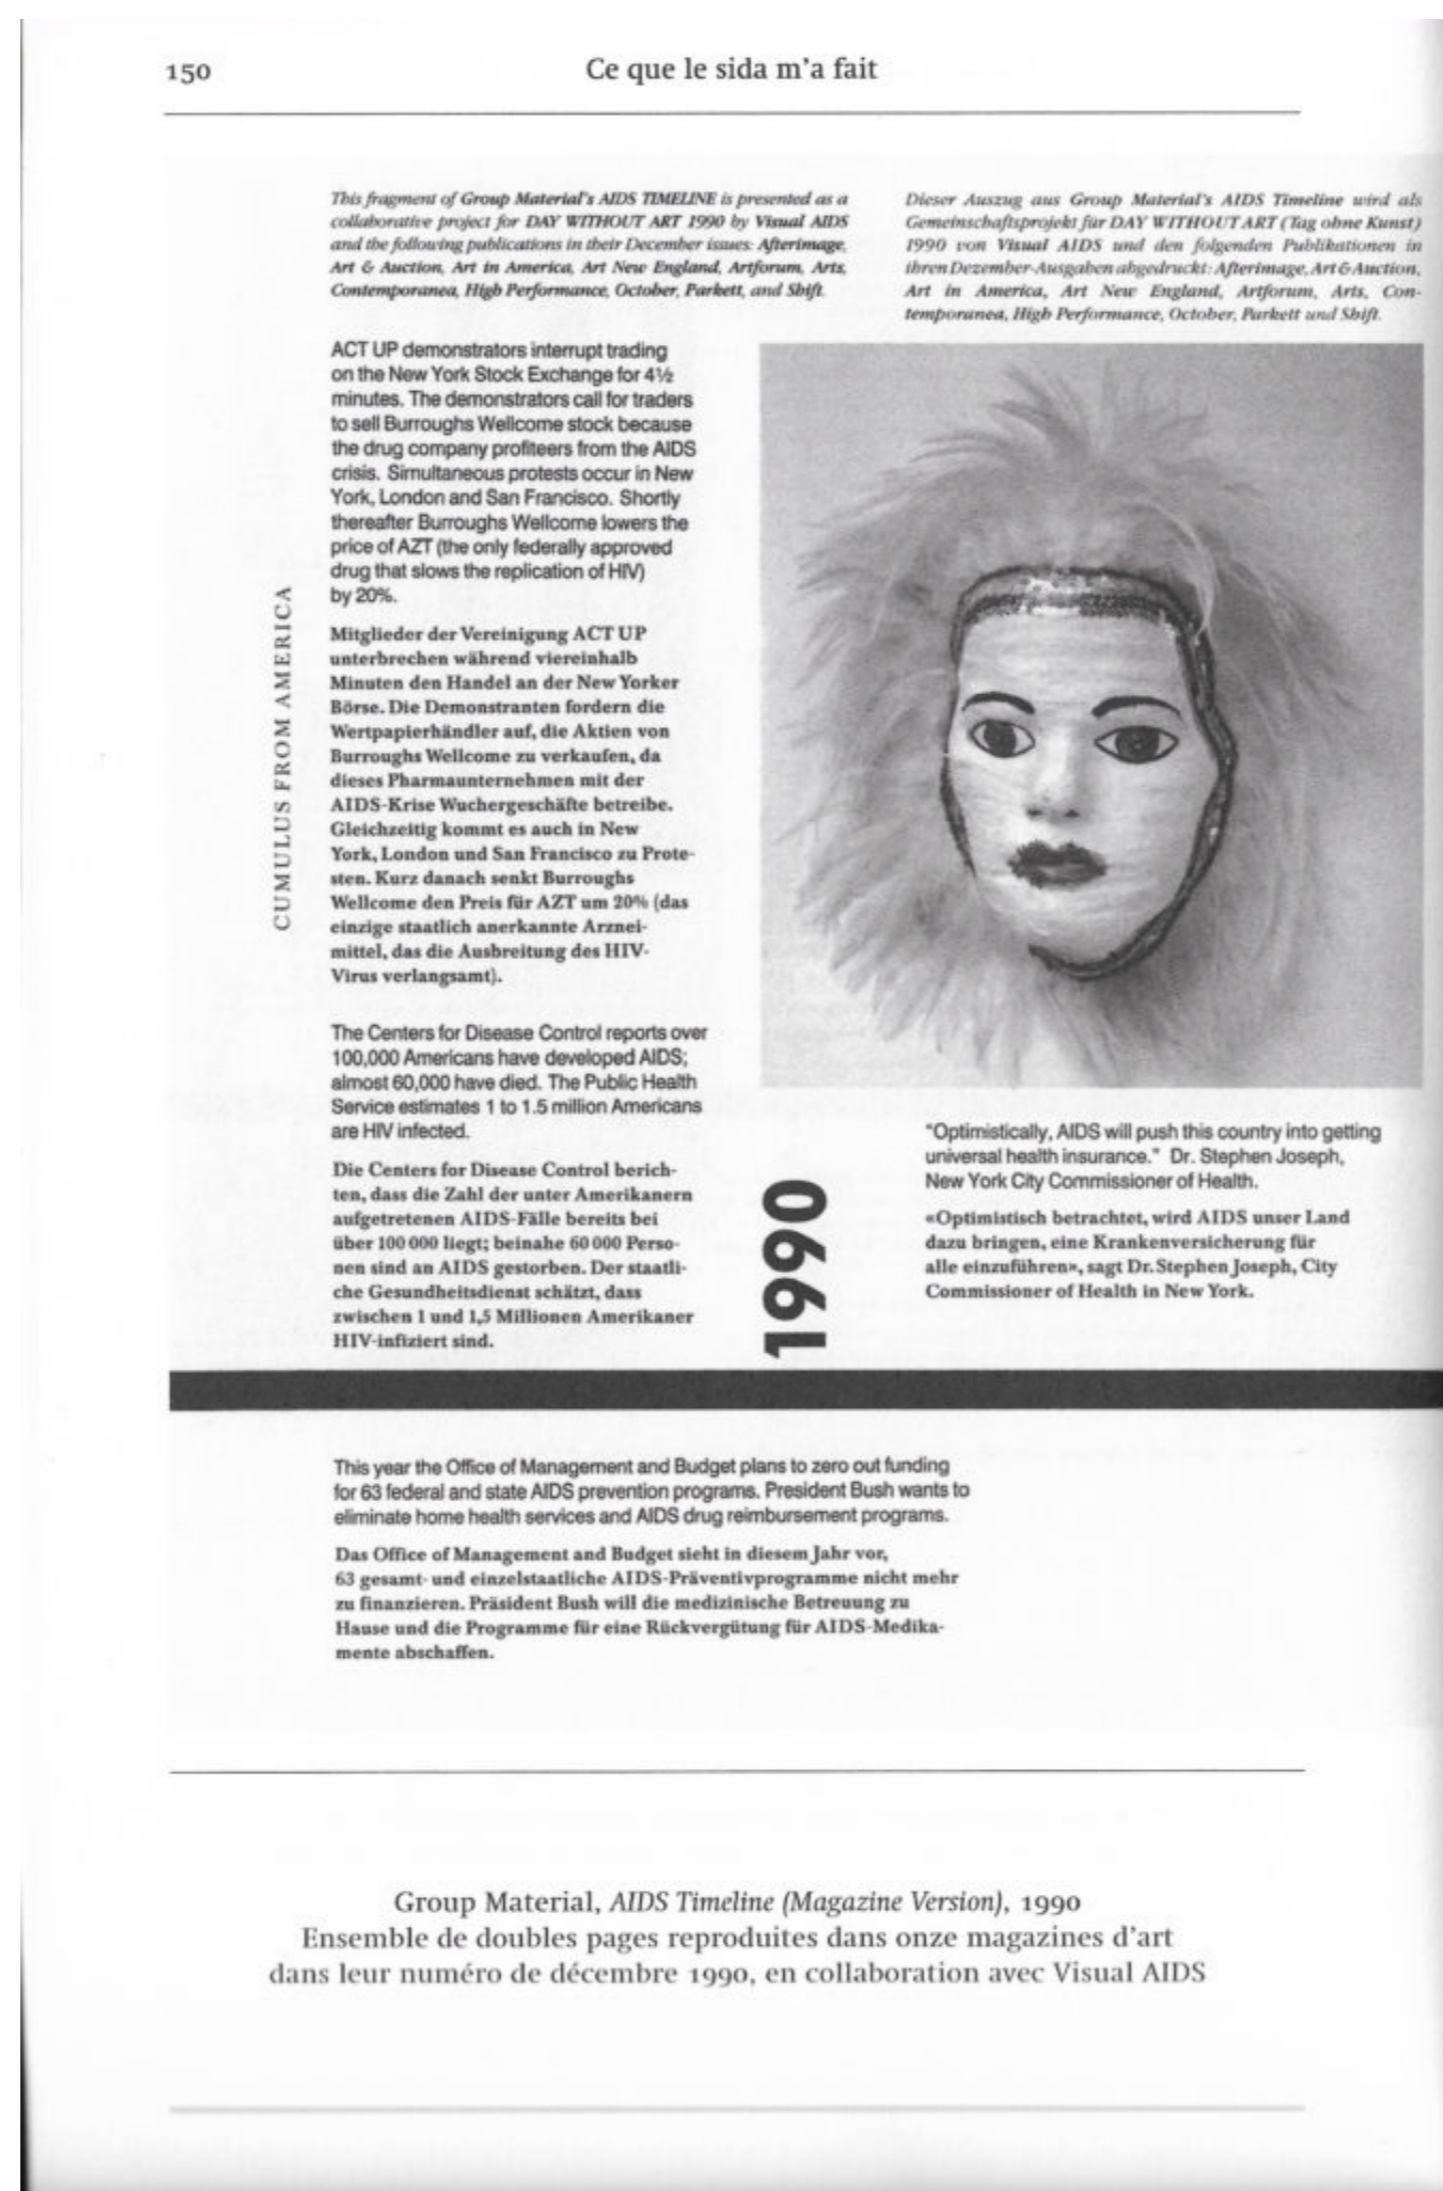 150
Ce que le sida m'a fait
This fragment of Group Material's AIDS TIMELINE is presented as a
collaborative project for DAY WITHOUT ART 1990 by Visual AIDS
and the following publications in their December issues: Afterimage,
Art & Auction, Art in America, Art New England, Artforum, Arts,
Contemporanea, High Performance, October, Parkett, and Shift.
Dieser Auszug aus Group Material's AIDS Timeline wird als
Gemeinschaftsprojekt für DAY WITHOUT ART (Tag ohne Kunst)
1990 von Visual AIDS und den folgenden Publikationen in
ihren Dezember-Ausgaben abgedruckt: Afterimage, Art & Auction,
Art in America, Art New England, Artforum, Arts, Con-
temporanea, High Performance, October, Parkett und Shift.
CUMULUS FROM AMERICA
ACT UP demonstrators interrupt trading
on the New York Stock Exchange for 4½
minutes. The demonstrators call for traders
to sell Burroughs Wellcome stock because
the drug company profiteers from the AIDS
crisis. Simultaneous protests occur in New
York, London and San Francisco. Shortly
thereafter Burroughs Wellcome lowers the
price of AZT (the only federally approved
drug that slows the replication of HIV)
by 20%.
Mitglieder der Vereinigung ACT UP
unterbrechen während viereinhalb
Minuten den Handel an der New Yorker
Börse. Die Demonstranten fordern die
Wertpapierhändler auf, die Aktien von
Burroughs Wellcome zu verkaufen, da
dieses Pharmaunternehmen mit der
AIDS-Krise Wuchergeschäfte betreibe.
Gleichzeitig kommt es auch in New
York, London und San Francisco zu Prote-
sten. Kurz danach senkt Burroughs
Wellcome den Preis für AZT um 20% (das
einzige staatlich anerkannte Arznei-
mittel, das die Ausbreitung des HIV-
Virus verlangsamt).
The Centers for Disease Control reports over
100,000 Americans have developed AIDS;
almost 60,000 have died. The Public Health
Service estimates 1 to 1.5 million Americans
are HIV infected.
Die Centers for Disease Control berich-
ten, dass die Zahl der unter Amerikanern
aufgetretenen AIDS-Fälle bereits bei
über 100 000 liegt; beinahe 60 000 Perso-
nen sind an AIDS gestorben. Der staatli-
che Gesundheitsdienst schätzt, dass
zwischen 1 und 1,5 Millionen Amerikaner
HIV-infiziert sind.
1990
"Optimistically, AIDS will push this country into getting
universal health insurance." Dr. Stephen Joseph,
New York City Commissioner of Health.
«Optimistisch betrachtet, wird AIDS unser Land
dazu bringen, eine Krankenversicherung für
alle einzuführen», sagt Dr. Stephen Joseph, City
Commissioner of Health in New York.
This year the Office of Management and Budget plans to zero out funding
for 63 federal and state AIDS prevention programs. President Bush wants to
eliminate home health services and AIDS drug reimbursement programs.
Das Office of Management and Budget sieht in diesem Jahr vor,
63 gesamt- und einzelstaatliche AIDS-Präventivprogramme nicht mehr
zu finanzieren. Präsident Bush will die medizinische Betreuung zu
Hause und die Programme für eine Rückvergütung für AIDS-Medika-
mente abschaffen.
Group Material, AIDS Timeline (Magazine Version), 1990
Ensemble de doubles pages reproduites dans onze magazines d'art
dans leur numéro de décembre 1990, en collaboration avec Visual AIDS